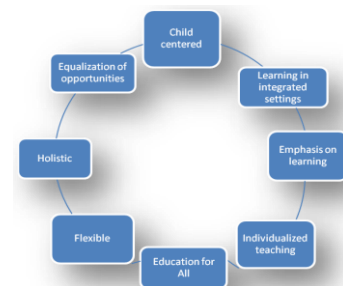 Child
centered
Learning in
integrated
settings
Emphasis on
learning
Individualized
teaching
Education for
All
Flexible
Holistic
Equalization of
opportunities